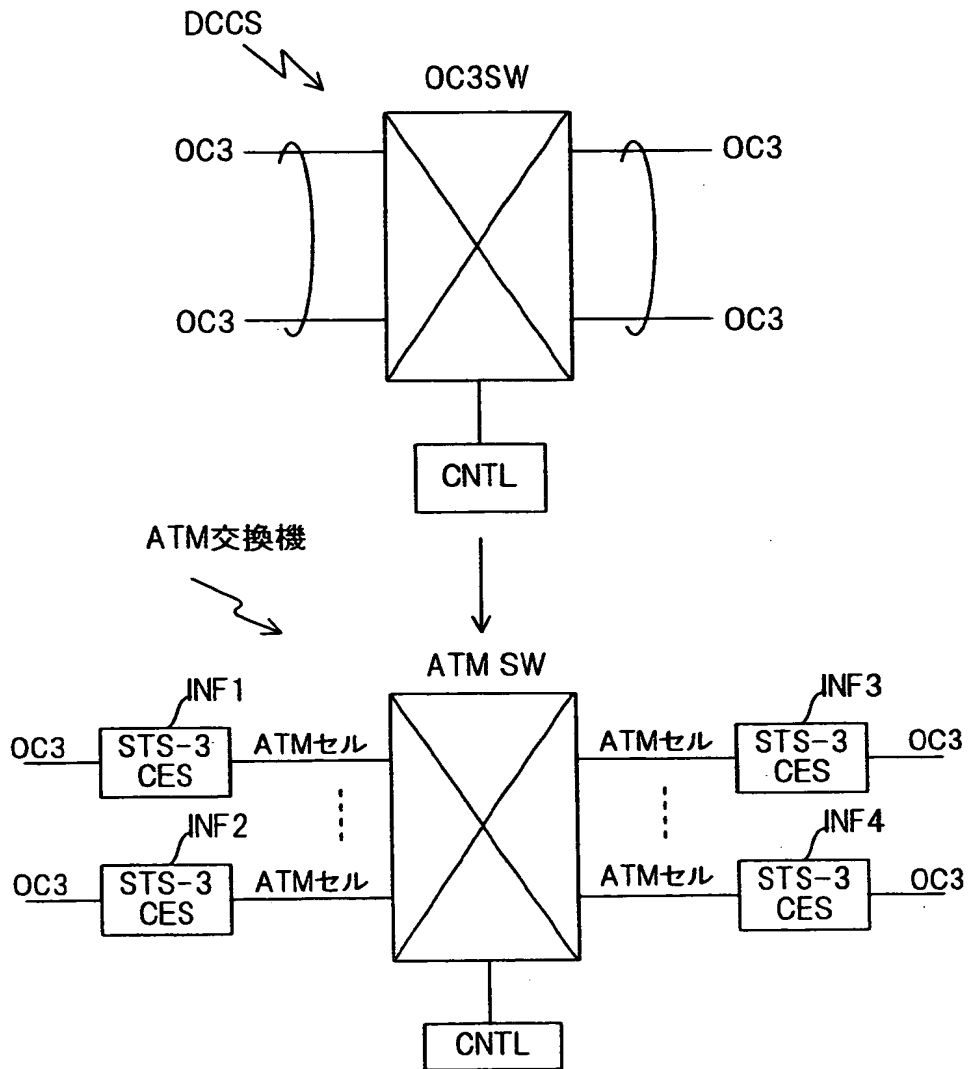 DCCS
OC3SW
OC3
OC3
OC3
OC3
CNTL
ATM交換機
ATM SW
INF1
INF3
OC3
STS-3
CES
ATMセル
ATMセル
STS-3
CES
OC3
INF2
INF4
OC3
STS-3
CES
ATMセル
ATMセル
STS-3
CES
OC3
CNTL